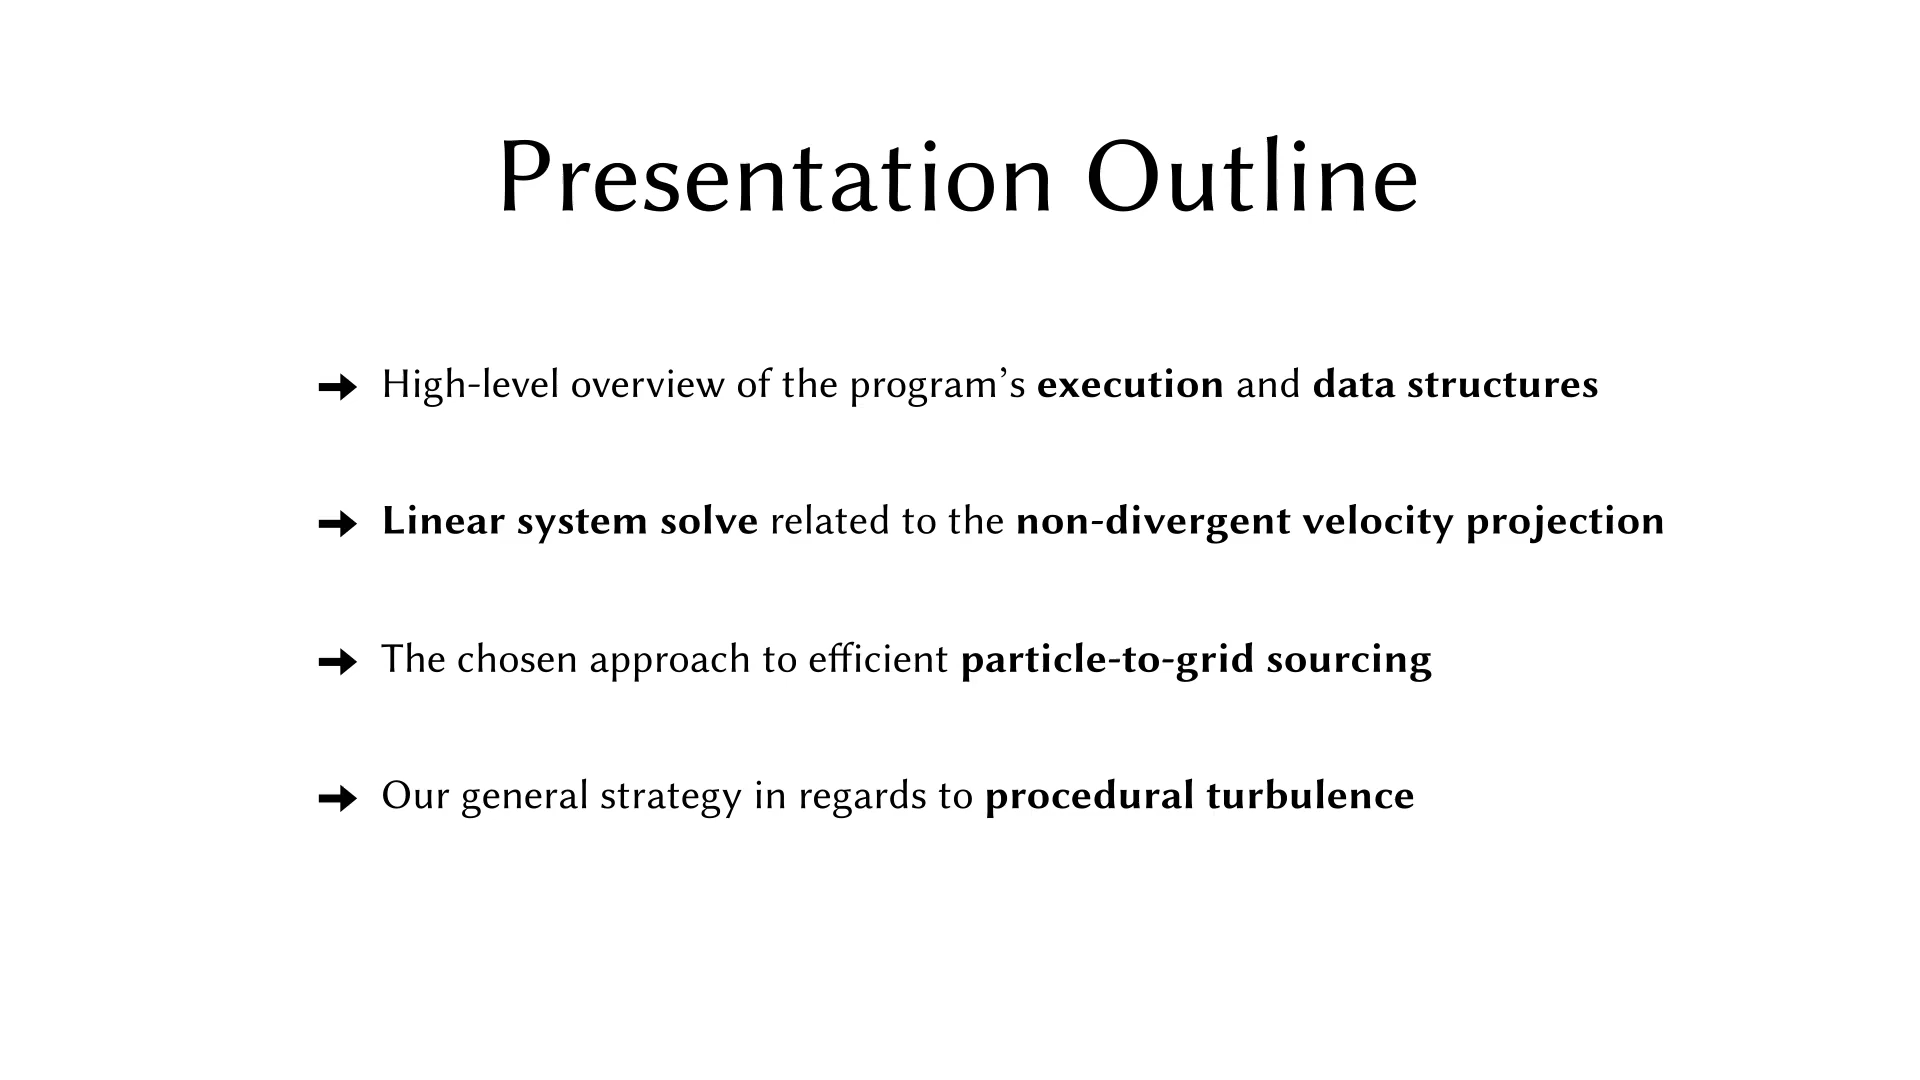 Presentation Outline
➡ High-level overview of the program’s execution and data structures
➡ Linear system solve related to the non-divergent velocity projection
➡ The chosen approach to efficient particle-to-grid sourcing
➡ Our general strategy in regards to procedural turbulence